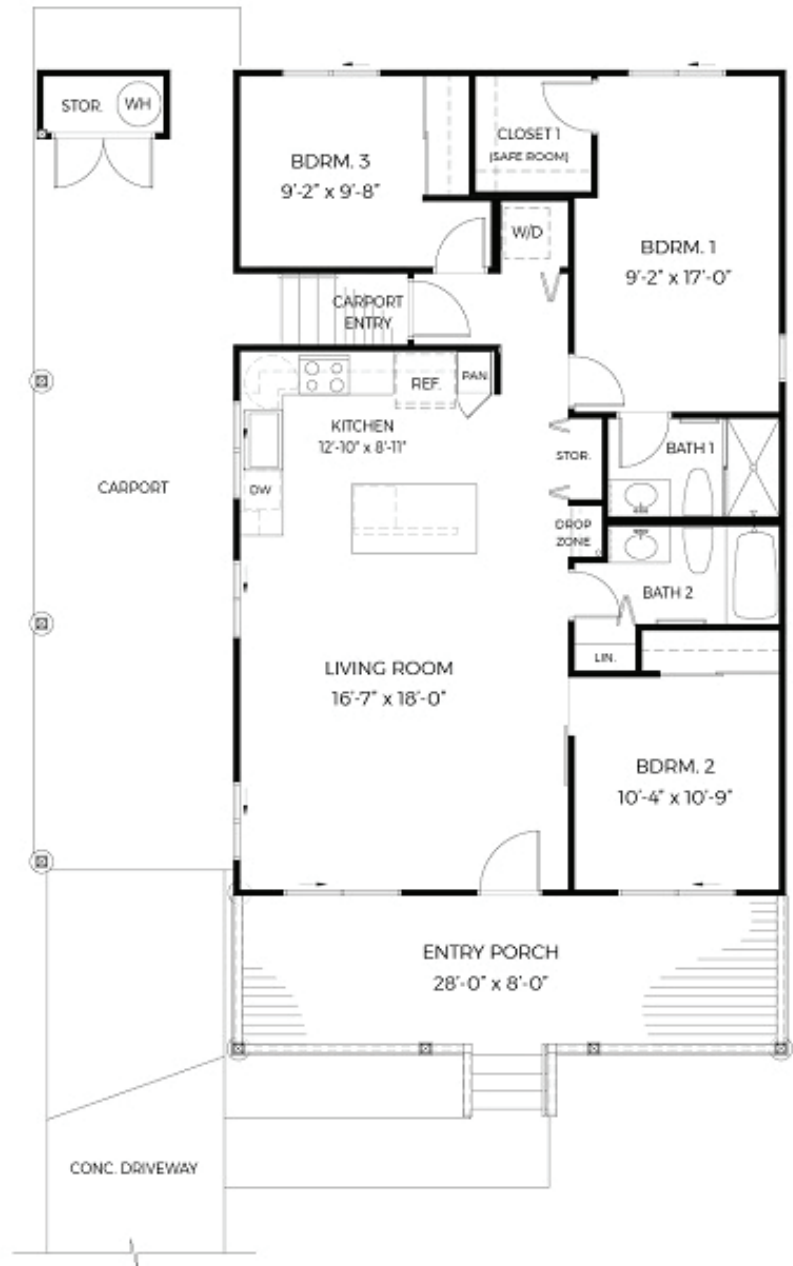 STOR.
WH
BDRM. 3
9'-2" x 9'-8"
CLOSET 1
(SAFE ROOM)
W/D
BDRM. 1
9'-2" x 17'-0"
CARPORT
ENTRY
REF.
PAN
KITCHEN
12'-10" x 8'-11"
BATH 1
STOR.
CARPORT
DW
DROP
ZONE
BATH 2
LIN.
LIVING ROOM
16'-7" x 18'-0"
BDRM. 2
10'-4" x 10'-9"
ENTRY PORCH
28'-0" x 8'-0"
CONC. DRIVEWAY